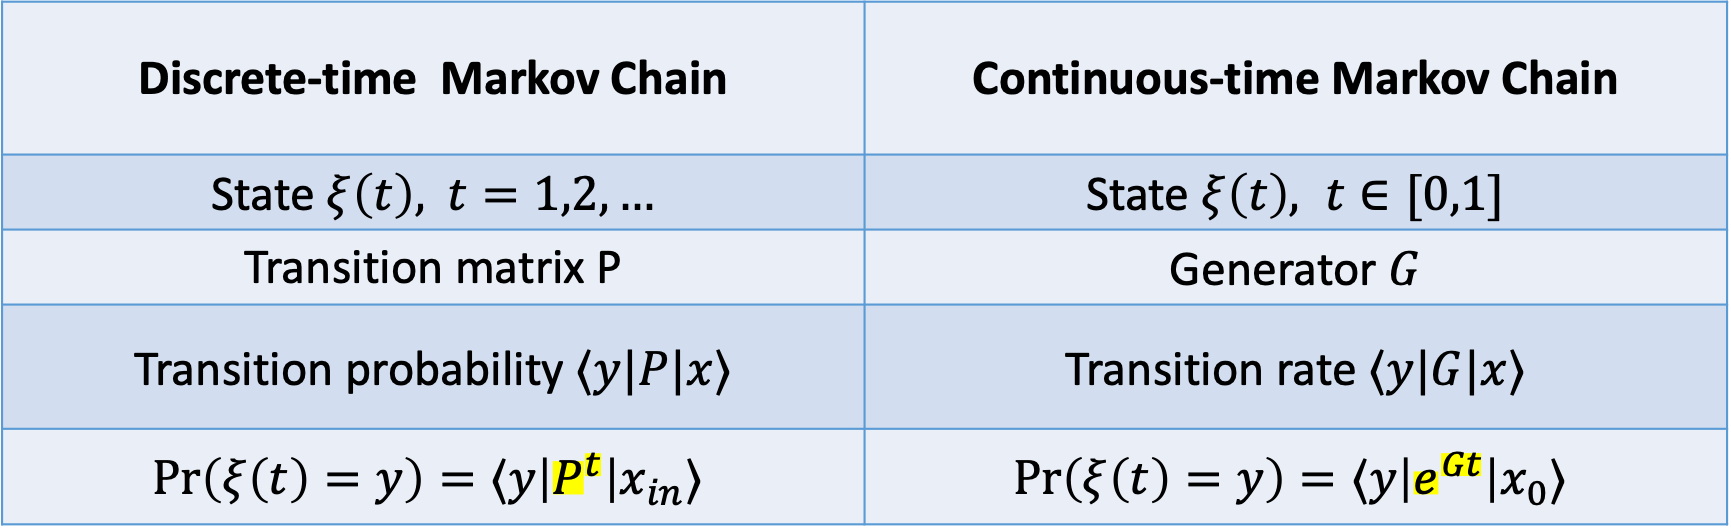 Discrete-time Markov Chain
Continuous-time Markov Chain
State ξ(t), t = 1,2, …
State ξ(t), t ∈ [0,1]
Transition matrix P
Generator G
Transition probability ⟨y|P|x⟩
Transition rate ⟨y|G|x⟩
Pr(ξ(t) = y) = ⟨y|P^t|x_in⟩
Pr(ξ(t) = y) = ⟨y|e^{Gt}|x_0⟩